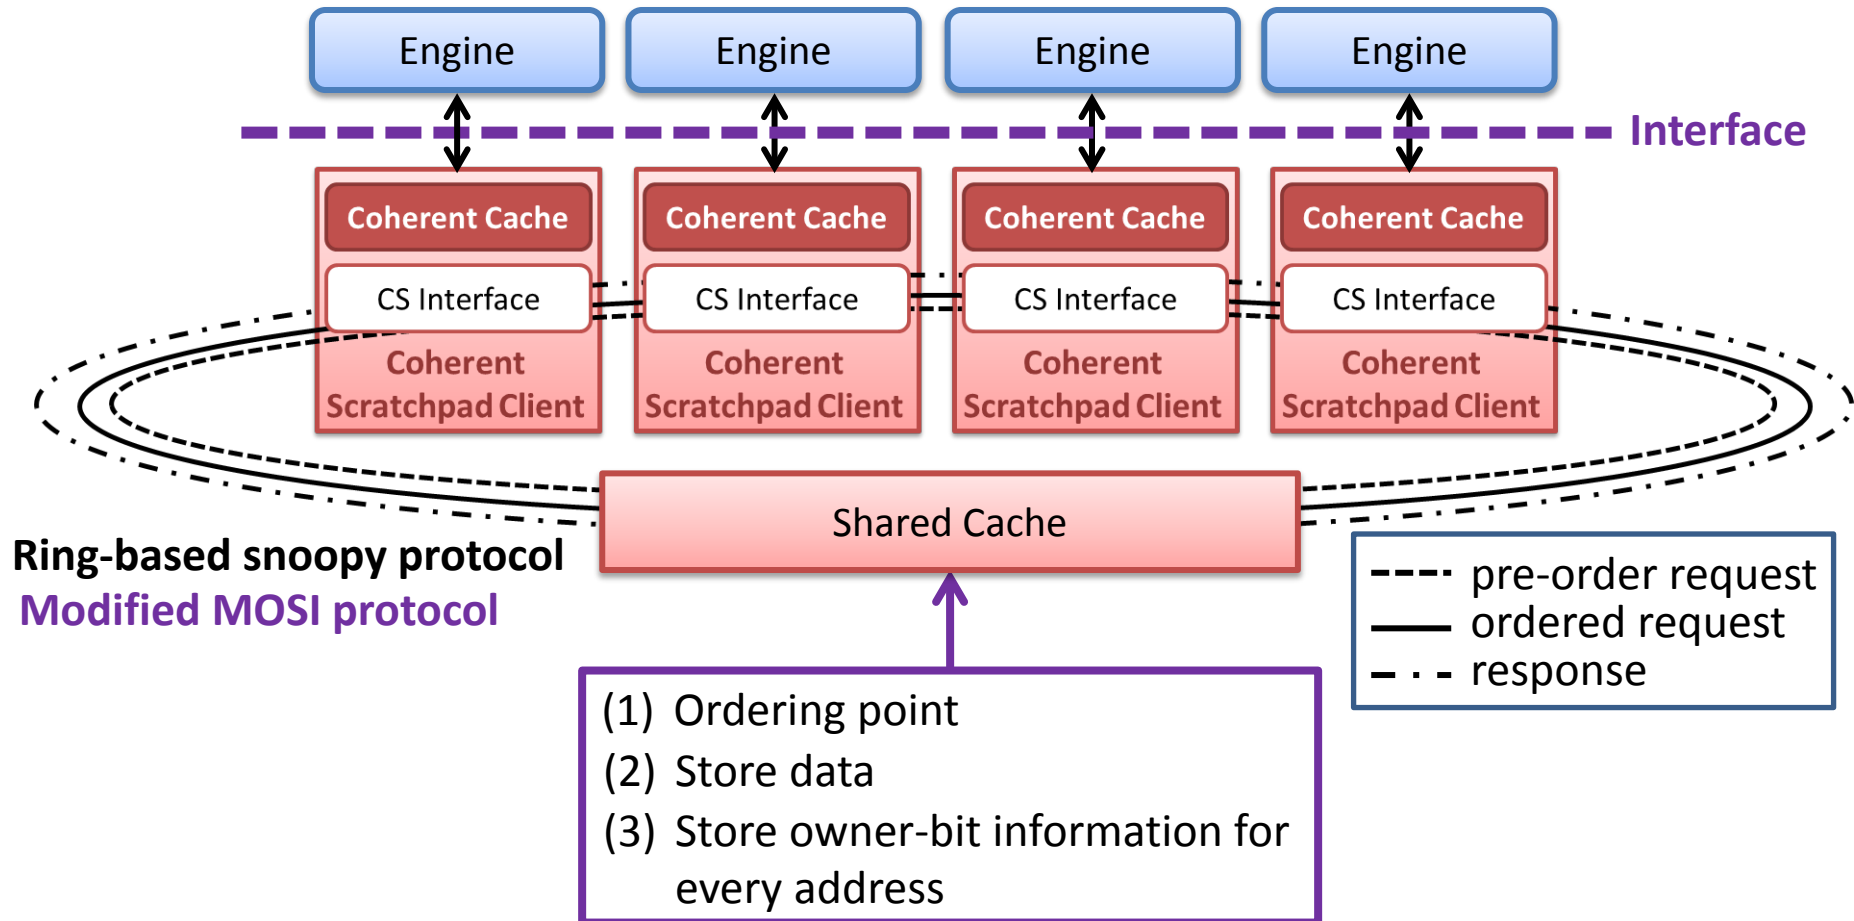 Engine Engine Engine Engine
Interface
Coherent Cache Coherent Cache Coherent Cache Coherent Cache
CS Interface CS Interface CS Interface CS Interface
Coherent Coherent Coherent Coherent
Scratchpad Client Scratchpad Client Scratchpad Client Scratchpad Client
Shared Cache
Ring-based snoopy protocol
Modified MOSI protocol
pre-order request
ordered request
response
(1) Ordering point
(2) Store data
(3) Store owner-bit information for
every address